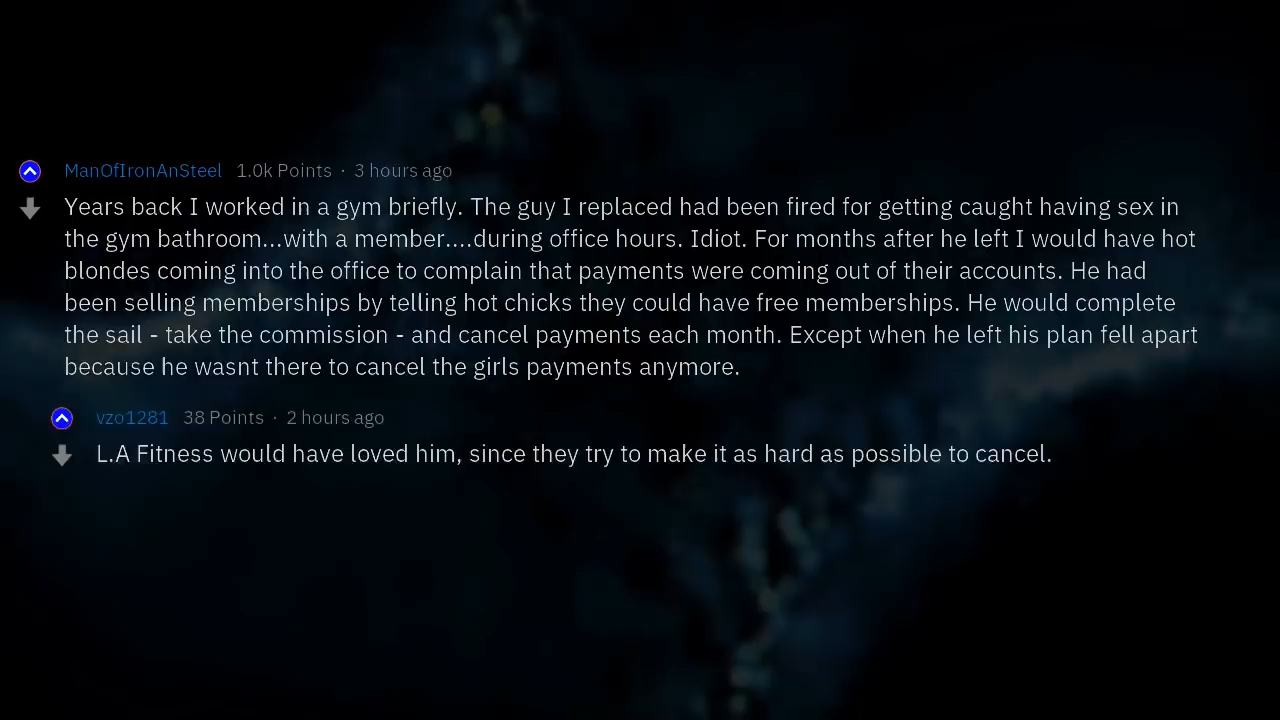 ManOfIronAnSteel 1.0k Points · 3 hours ago
Years back I worked in a gym briefly. The guy I replaced had been fired for getting caught having sex in
the gym bathroom...with a member....during office hours. Idiot. For months after he left I would have hot
blondes coming into the office to complain that payments were coming out of their accounts. He had
been selling memberships by telling hot chicks they could have free memberships. He would complete
the sail - take the commission - and cancel payments each month. Except when he left his plan fell apart
because he wasnt there to cancel the girls payments anymore.
vzo1281 38 Points · 2 hours ago
L.A Fitness would have loved him, since they try to make it as hard as possible to cancel.